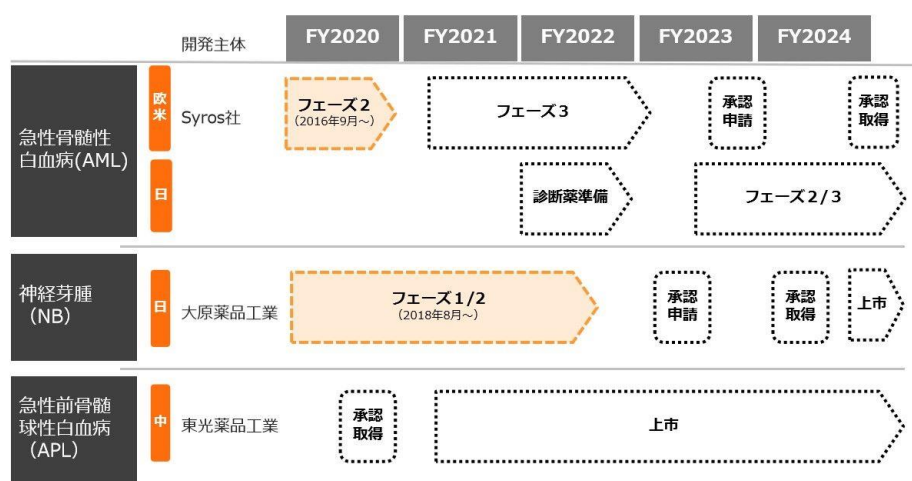 開発主体
FY2020
FY2021
FY2022
FY2023
FY2024
急性骨髄性
白血病(AML)
欧
米
Syros社
フェーズ2
(2016年9月~)
フェーズ3
承認
申請
承認
取得
日
診断薬準備
フェーズ2/3
神経芽腫
(NB)
日
大原薬品工業
フェーズ1/2
(2018年8月~)
承認
申請
承認
取得
上市
急性前骨髄
球性白血病
(APL)
中
東光薬品工業
承認
取得
上市